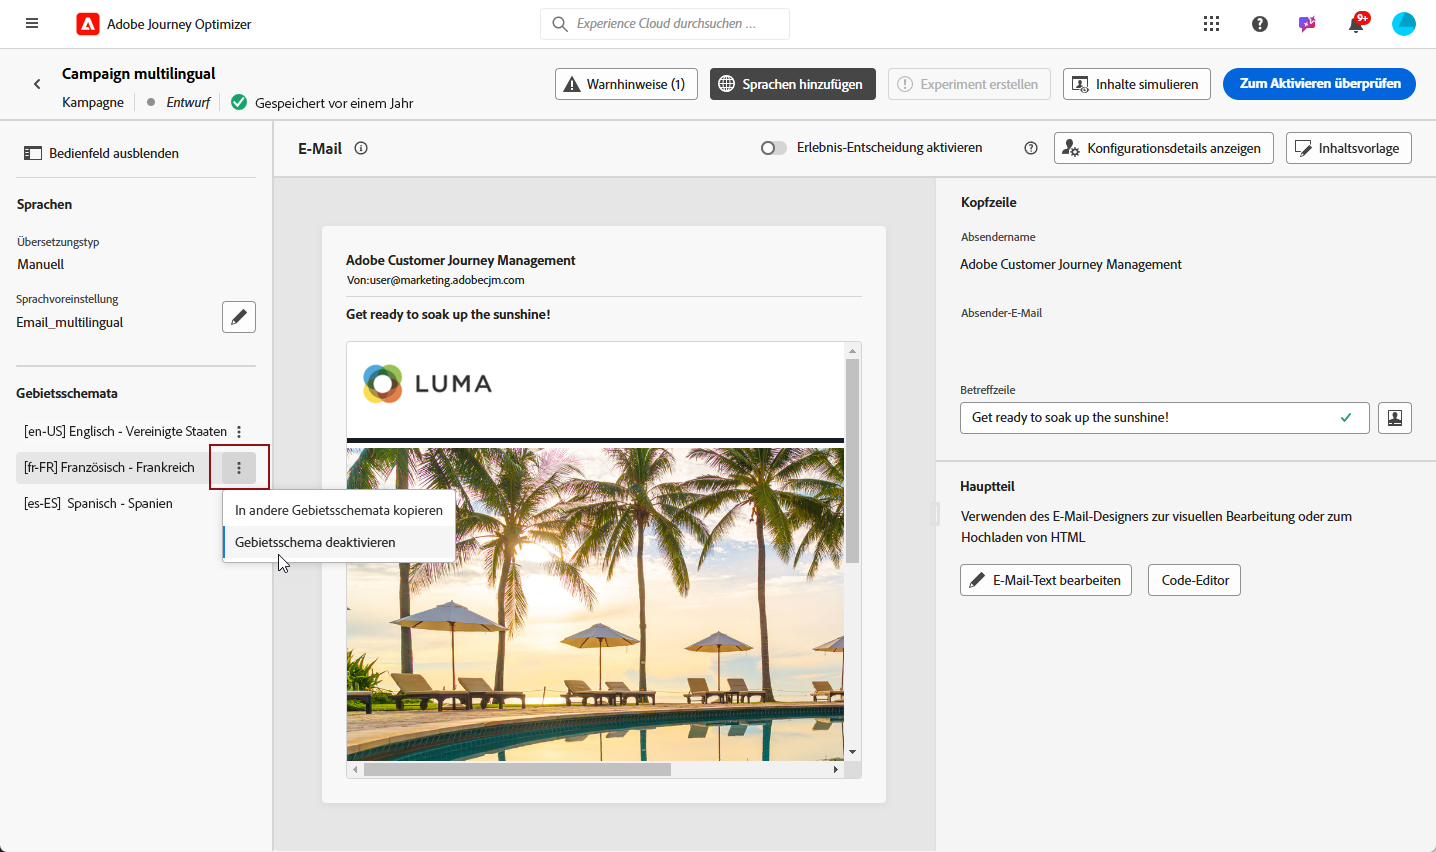 Adobe Journey Optimizer
Experience Cloud durchsuchen ...
9+
Campaign multilingual
Kampagne
Entwurf
Gespeichert vor einem Jahr
Warnhinweise (1)
Sprachen hinzufügen
Experiment erstellen
Inhalte simulieren
Zum Aktivieren überprüfen
Bedienfeld ausblenden
Sprachen
Übersetzungstyp
Manuell
Sprachvoreinstellung
Email_multilingual
Gebietsschemata
[en-US] Englisch - Vereinigte Staaten
[fr-FR] Französisch - Frankreich
[es-ES] Spanisch - Spanien
In andere Gebietsschemata kopieren
Gebietsschema deaktivieren
E-Mail
Erlebnis-Entscheidung aktivieren
Konfigurationsdetails anzeigen
Inhaltsvorlage
Adobe Customer Journey Management
Von:user@marketing.adobecjm.com
Get ready to soak up the sunshine!
LUMA
Kopfzeile
Absendername
Adobe Customer Journey Management
Absender-E-Mail
Betreffzeile
Get ready to soak up the sunshine!
Hauptteil
Verwenden des E-Mail-Designers zur visuellen Bearbeitung oder zum
Hochladen von HTML
E-Mail-Text bearbeiten
Code-Editor